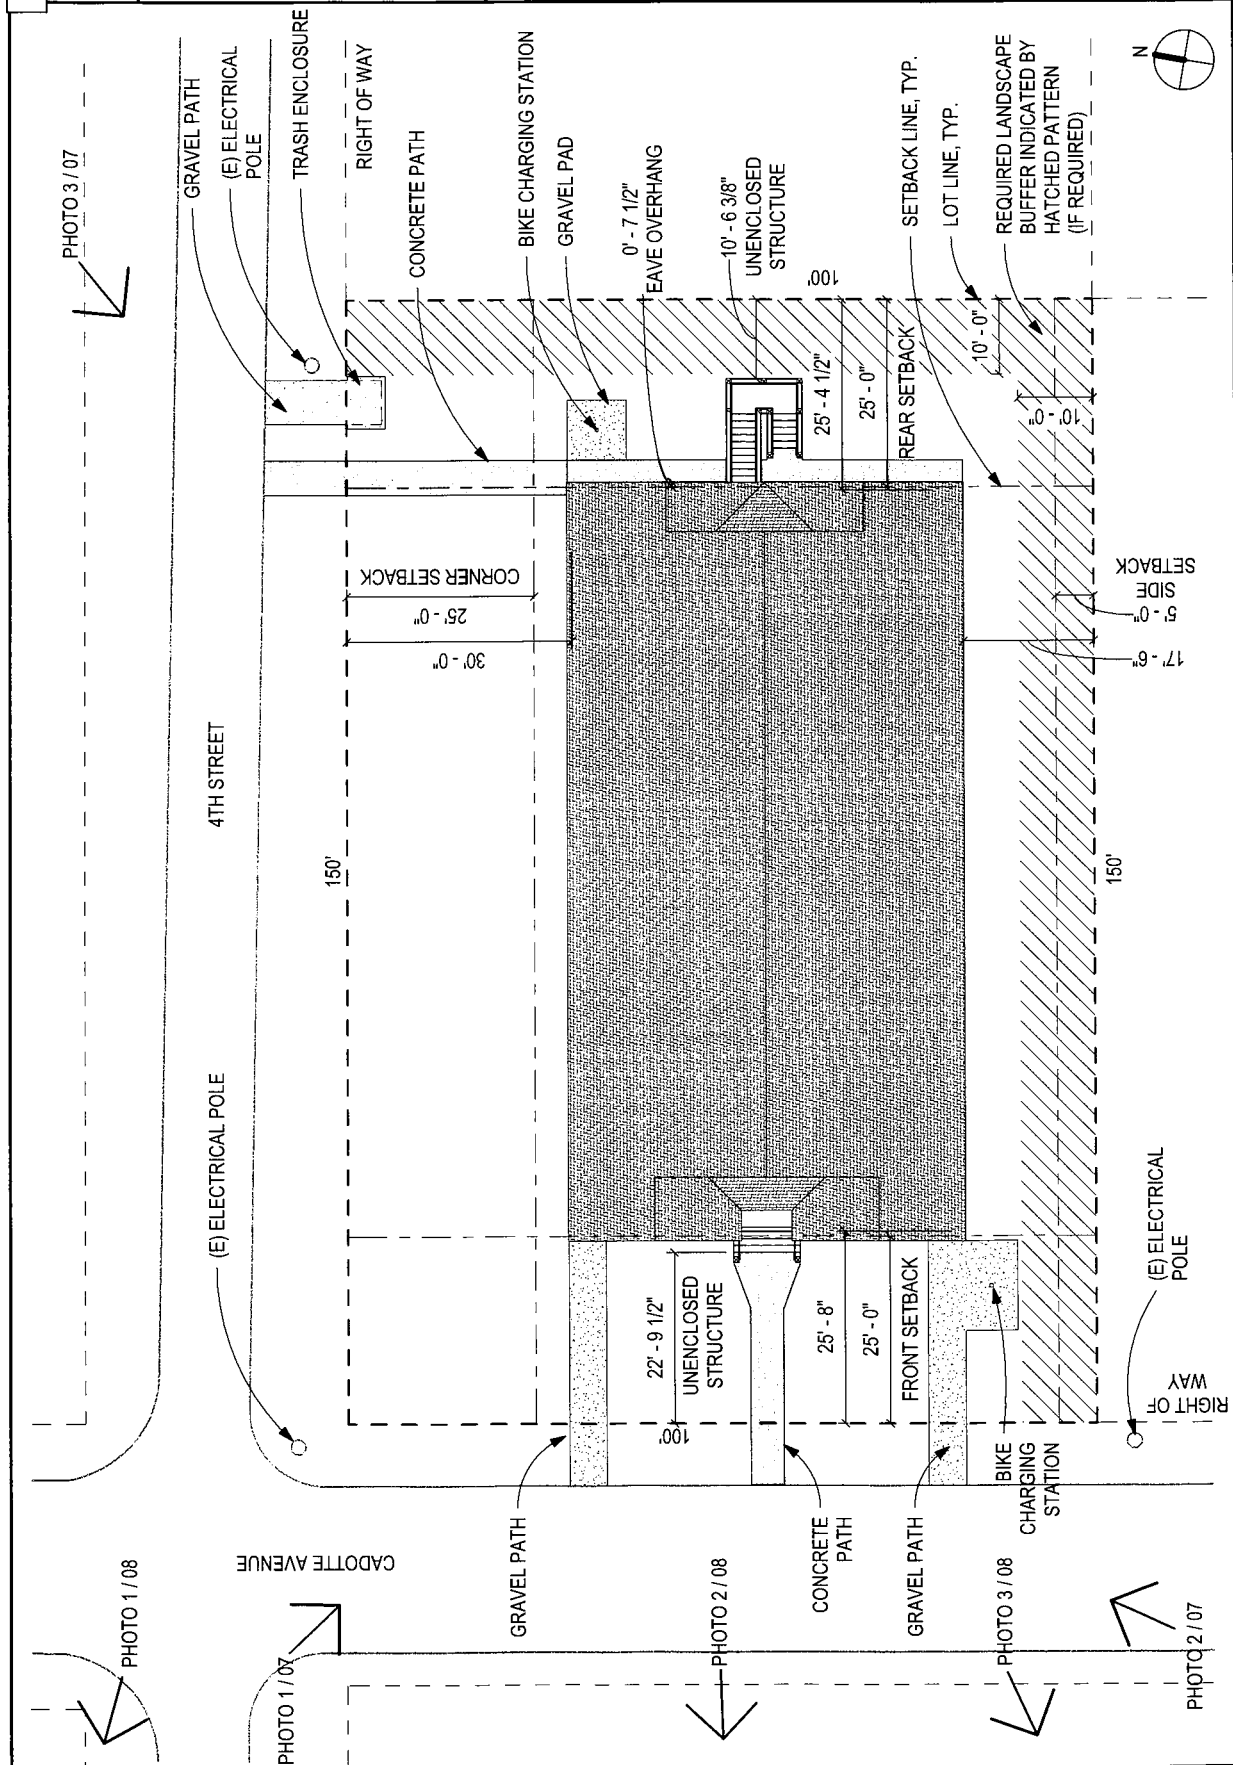 PHOTO 3 / 07
GRAVEL PATH
(E) ELECTRICAL
POLE
TRASH ENCLOSURE
RIGHT OF WAY
CONCRETE PATH
BIKE CHARGING STATION
GRAVEL PAD
0' - 7 1/2"
EAVE OVERHANG
10' - 6 3/8"
UNENCLOSED
STRUCTURE
SETBACK LINE, TYP.
LOT LINE, TYP.
REQUIRED LANDSCAPE
BUFFER INDICATED BY
HATCHED PATTERN
(IF REQUIRED)
N
100'
25' - 4 1/2"
25' - 0"
REAR SETBACK
10' - 0"
10' - 0"
CORNER SETBACK
25' - 0"
30' - 0"
SIDE
SETBACK
5' - 0"
17' - 6"
4TH STREET
150'
150'
(E) ELECTRICAL POLE
22' - 9 1/2"
UNENCLOSED
STRUCTURE
25' - 8"
25' - 0"
FRONT SETBACK
100'
(E) ELECTRICAL
POLE
RIGHT OF
WAY
BIKE
CHARGING
STATION
GRAVEL PATH
CONCRETE
PATH
GRAVEL PATH
CADOTTE AVENUE
PHOTO 1 / 08
PHOTO 1 / 07
PHOTO 2 / 08
PHOTO 3 / 08
PHOTO 2 / 07